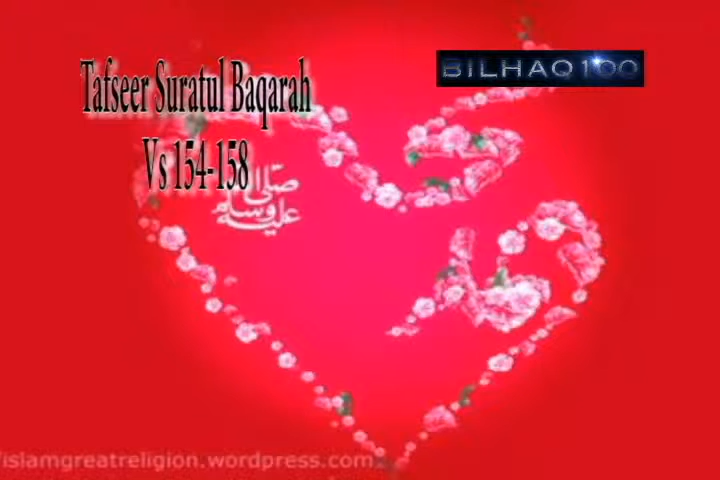 Tafseer Suratul Baqarah
Vs 154-158
BILHAQ100
صلى الله
عليه وسلم
islamgreatreligion.wordpress.com